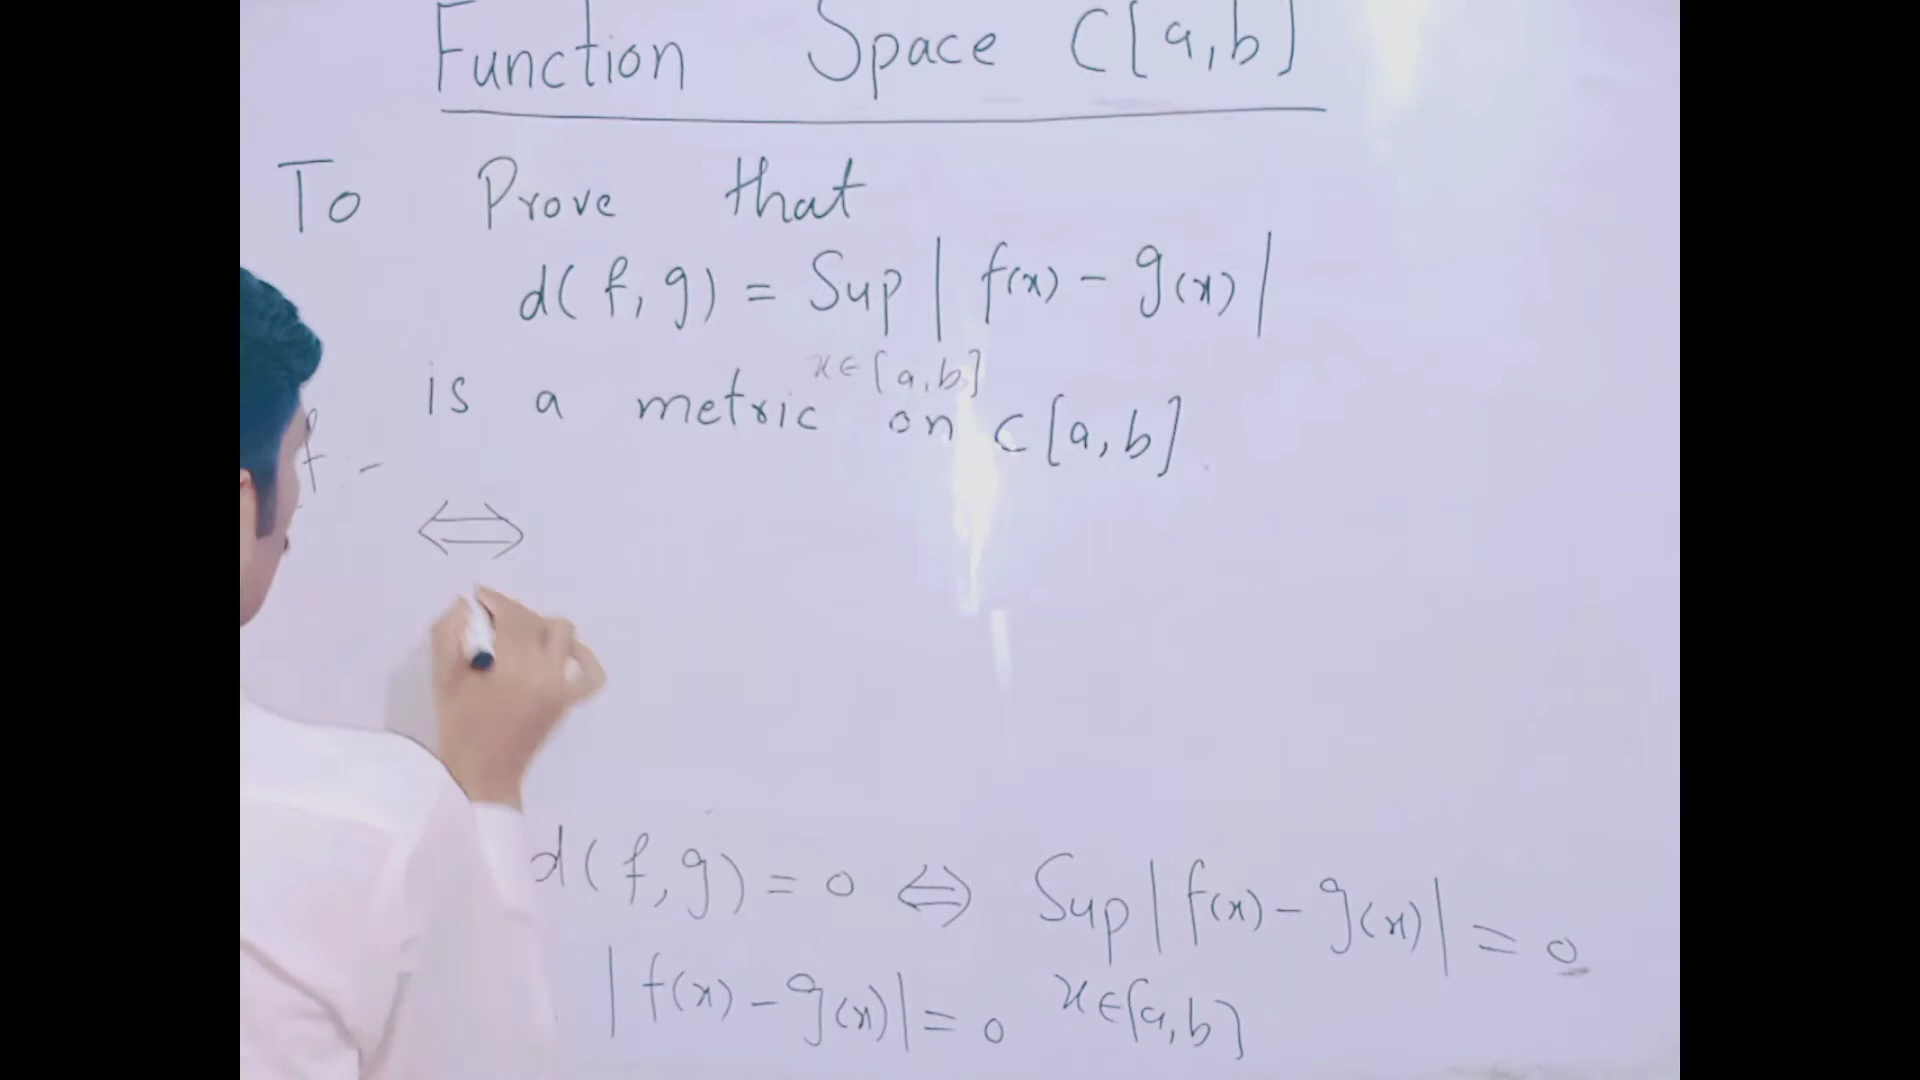 Function Space C[a,b]
To Prove that
d(f,g) = Sup | f(x) - g(x) |
x∈[a,b]
is a metric on C[a,b].
f -
⇔
d(f,g) = 0 ⇔ Sup | f(x) - g(x) | = 0
x∈[a,b]
| f(x) - g(x) | = 0